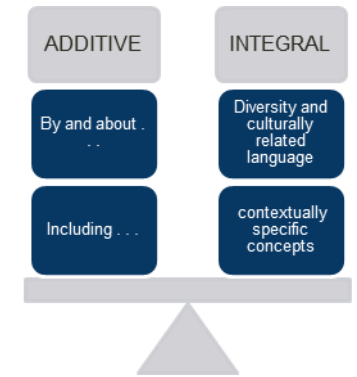 ADDITIVE
By and about .
. .
Including . . .
INTEGRAL
Diversity and
culturally
related
language
contextually
specific
concepts